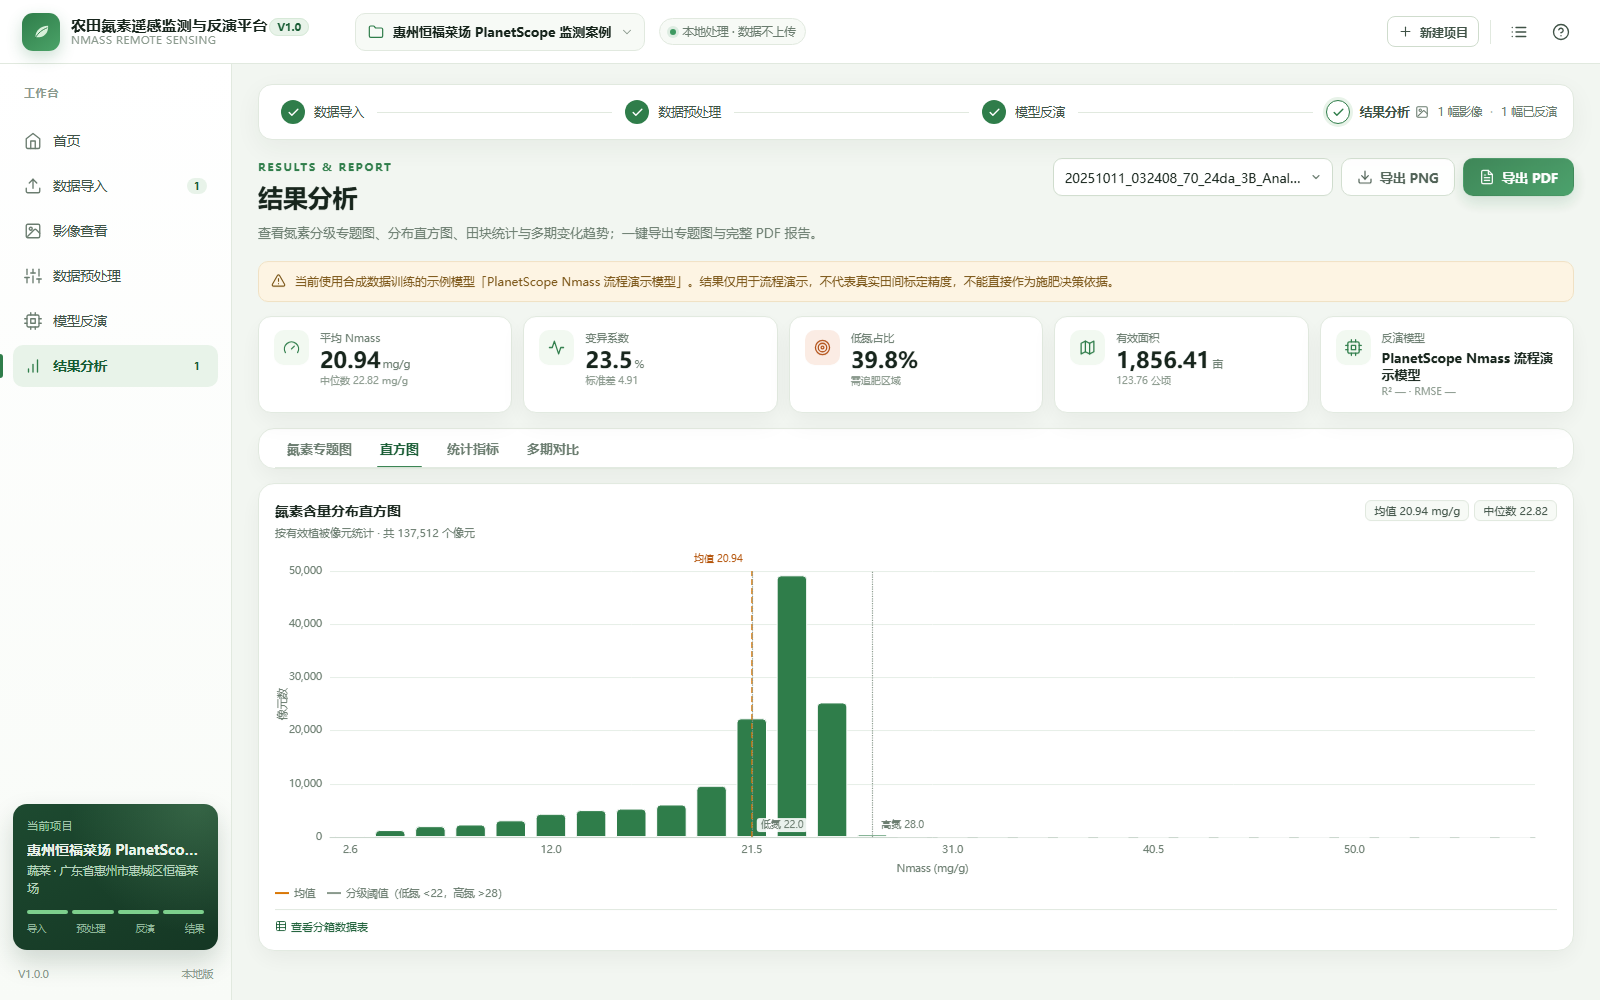 农田氮素遥感监测与反演平台 V1.0
NMASS REMOTE SENSING
惠州恒福菜场 PlanetScope 监测案例
本地处理 · 数据不上传
新建项目
工作台
首页
数据导入 1
影像查看
数据预处理
模型反演
结果分析 1
当前项目
惠州恒福菜场 PlanetSco...
蔬菜 · 广东省惠州市惠城区恒福菜
场
导入 预处理 反演 结果
V1.0.0 本地版
数据导入 数据预处理 模型反演 结果分析 1 幅影像 · 1 幅已反演
RESULTS & REPORT
结果分析
查看氮素分级专题图、分布直方图、田块统计与多期变化趋势；一键导出专题图与完整 PDF 报告。
20251011_032408_70_24da_3B_Anal...
导出 PNG
导出 PDF
当前使用合成数据训练的示例模型「PlanetScope Nmass 流程演示模型」。结果仅用于流程演示，不代表真实田间标定精度，不能直接作为施肥决策依据。
平均 Nmass
20.94 mg/g
中位数 22.82 mg/g
变异系数
23.5 %
标准差 4.91
低氮占比
39.8%
需追肥区域
有效面积
1,856.41 亩
123.76 公顷
反演模型
PlanetScope Nmass 流程演
示模型
R² — · RMSE —
氮素专题图 直方图 统计指标 多期对比
氮素含量分布直方图
按有效植被像元统计 · 共 137,512 个像元
均值 20.94 mg/g
中位数 22.82
均值 20.94
50,000
40,000
30,000
20,000
10,000
0
像元数
低氮 22.0
高氮 28.0
2.6 12.0 21.5 31.0 40.5 50.0
Nmass (mg/g)
均值 分级阈值（低氮 <22，高氮 >28）
查看分箱数据表